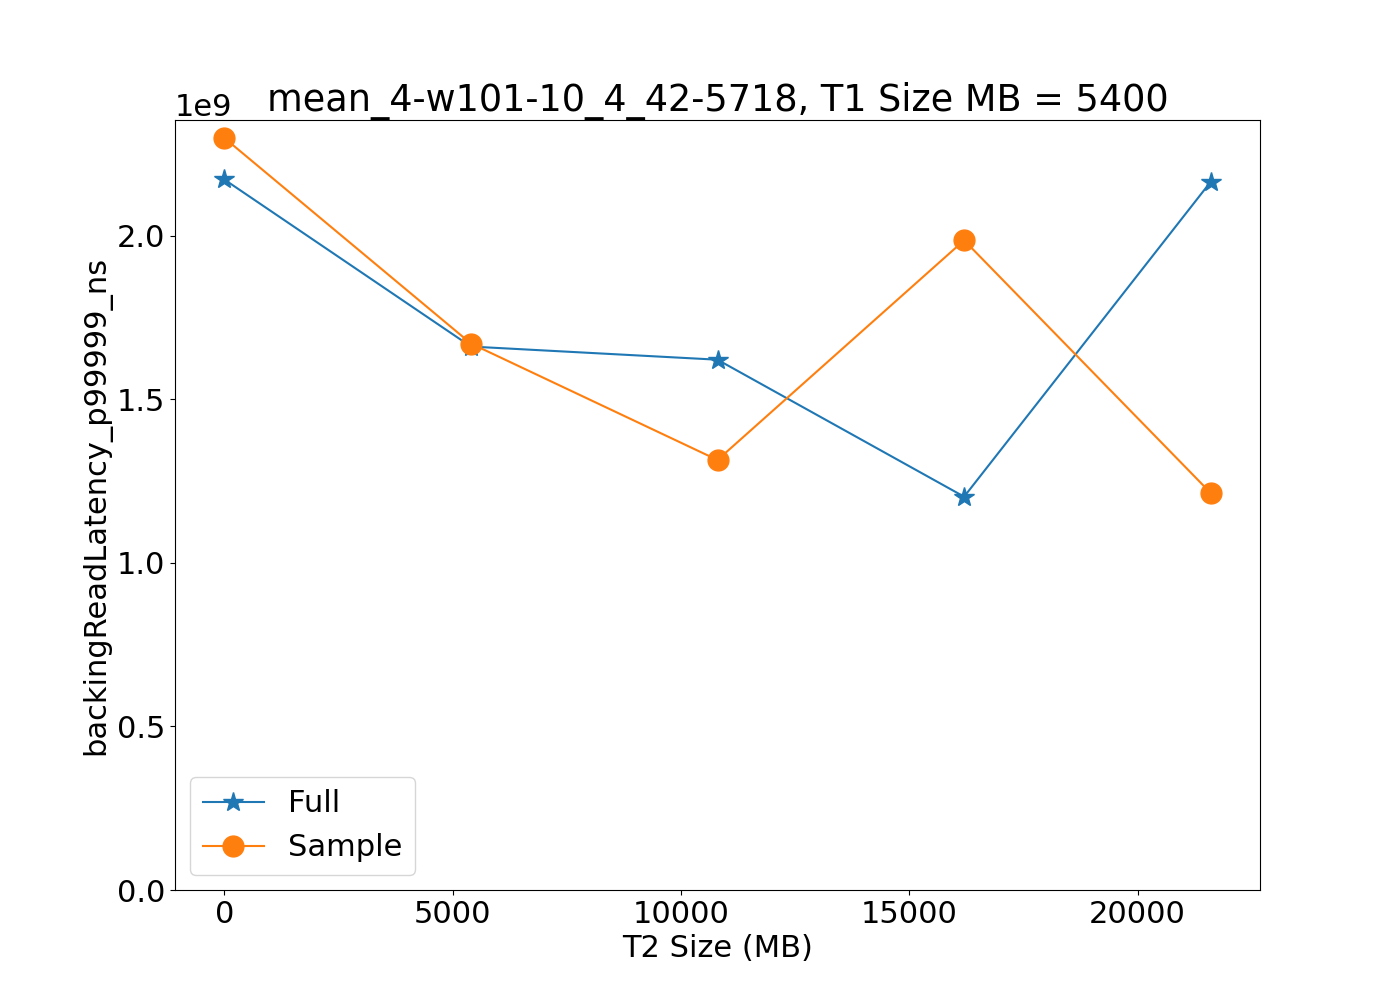 1e9
mean_4-w101-10_4_42-5718, T1 Size MB = 5400
backingReadLatency_p99999_ns
2.0
1.5
1.0
0.5
0.0
Full
Sample
0
5000
10000
15000
20000
T2 Size (MB)